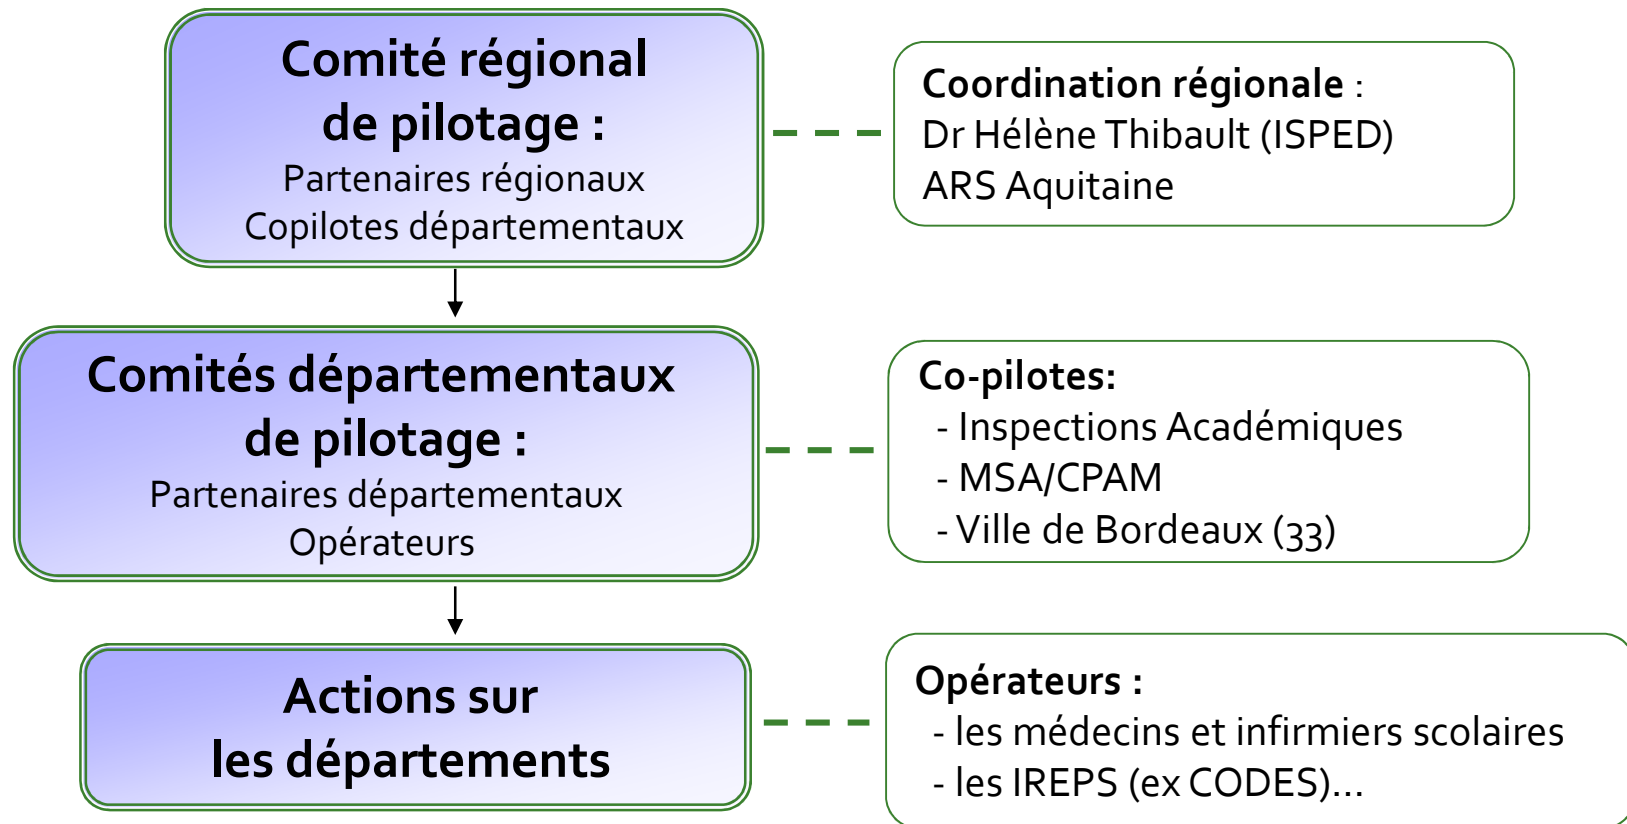 Comité régional
de pilotage :
Partenaires régionaux
Copilotes départementaux
Coordination régionale :
Dr Hélène Thibault (ISPED)
ARS Aquitaine
Comités départementaux
de pilotage :
Partenaires départementaux
Opérateurs
Co-pilotes:
- Inspections Académiques
- MSA/CPAM
- Ville de Bordeaux (33)
Actions sur
les départements
Opérateurs :
- les médecins et infirmiers scolaires
- les IREPS (ex CODES)...